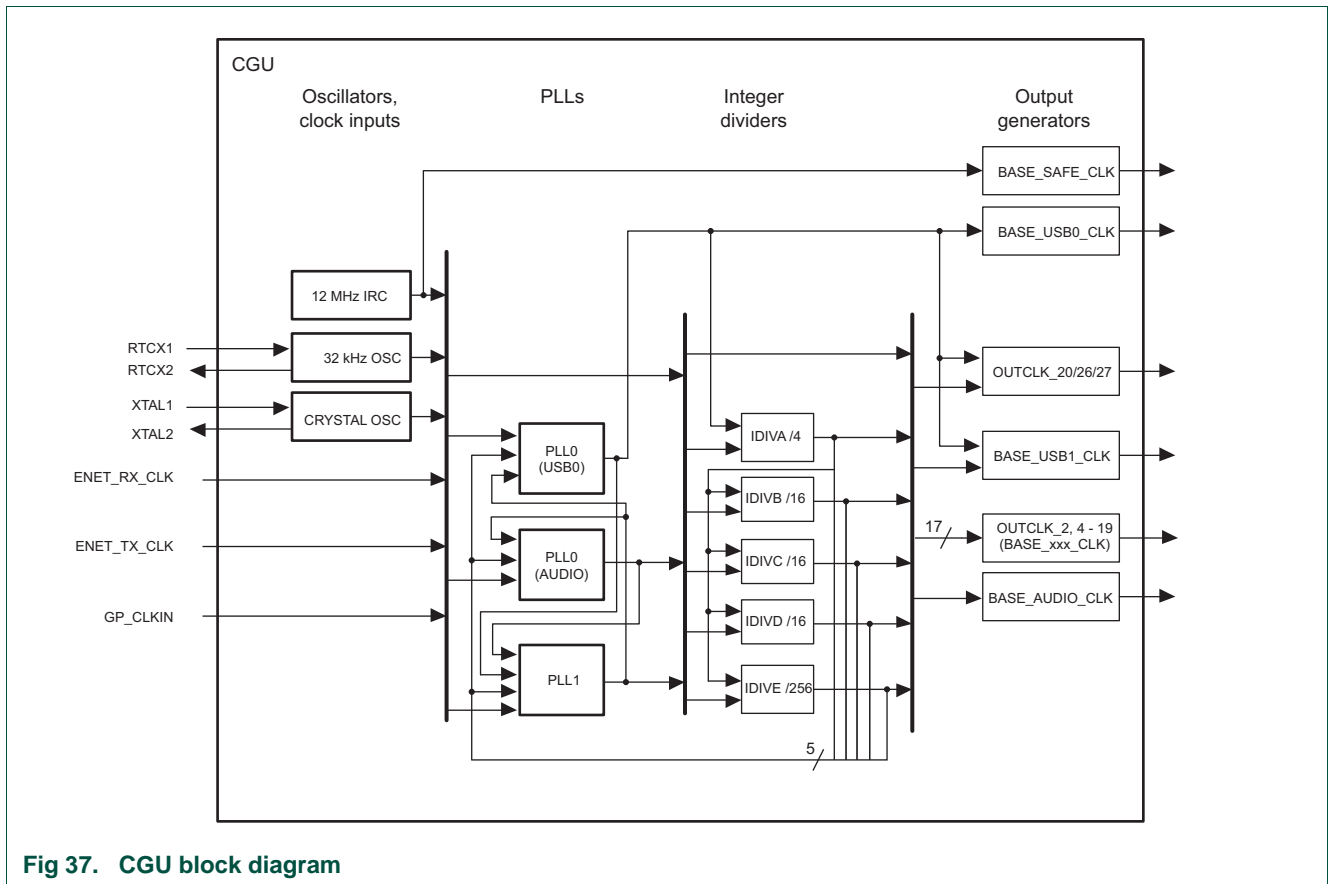 CGU
Oscillators,
clock inputs
PLLs
Integer
dividers
Output
generators
BASE_SAFE_CLK
BASE_USB0_CLK
12 MHz IRC
RTCX1
RTCX2
32 kHz OSC
OUTCLK_20/26/27
XTAL1
XTAL2
CRYSTAL OSC
PLL0
(USB0)
IDIVA /4
BASE_USB1_CLK
ENET_RX_CLK
IDIVB /16
17
OUTCLK_2, 4 - 19
(BASE_xxx_CLK)
ENET_TX_CLK
PLL0
(AUDIO)
IDIVC /16
BASE_AUDIO_CLK
GP_CLKIN
IDIVD /16
PLL1
IDIVE /256
5
Fig 37. CGU block diagram